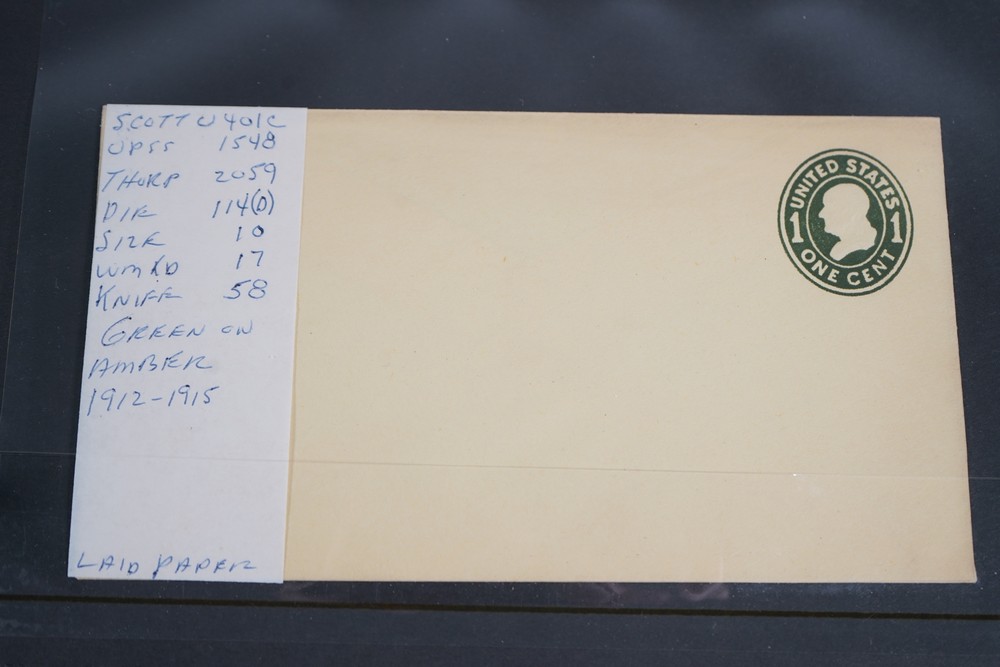 SCOTT U401C
UPSS 1548
THORP 2059
DIE 114(D)
SIZE 10
WMKD 17
KNIFE 58
GREEN ON
AMBER
1912-1915
LAID PAPER
UNITED STATES
1 1
ONE CENT